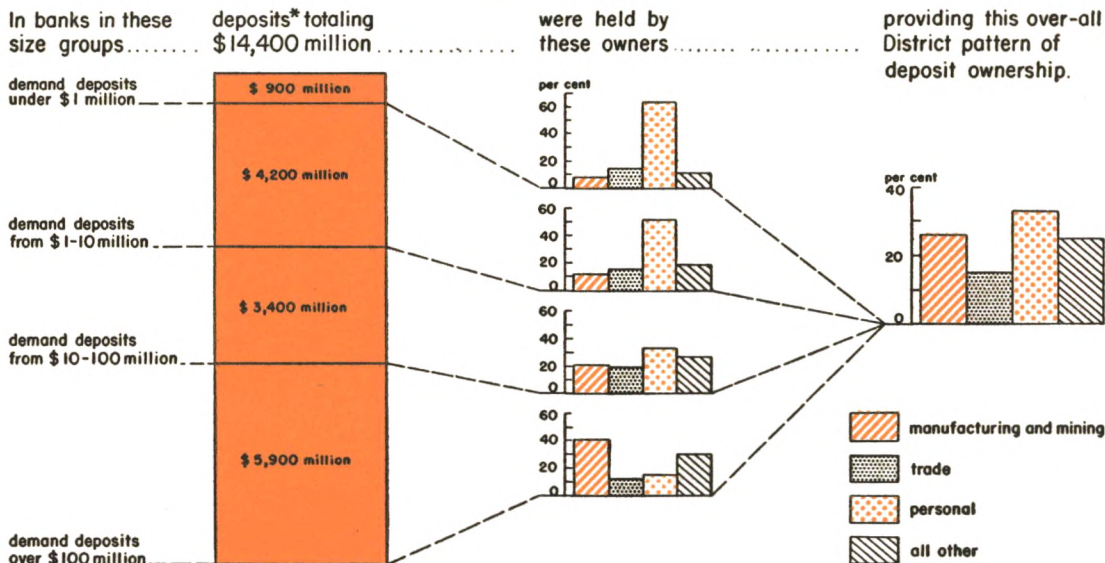 In banks in these
size groups.......
deposits* totaling
$14,400 million
were held by
these owners
providing this over-all
District pattern of
deposit ownership.
demand deposits
under $1 million
demand deposits
from $1-10 million
demand deposits
from $10-100 million
demand deposits
over $100 million
$ 900 million
$ 4,200 million
$ 3,400 million
$ 5,900 million
per cent
60
40
20
0
60
40
20
0
60
40
20
0
60
40
20
0
per cent
40
20
0
manufacturing and mining
trade
personal
all other